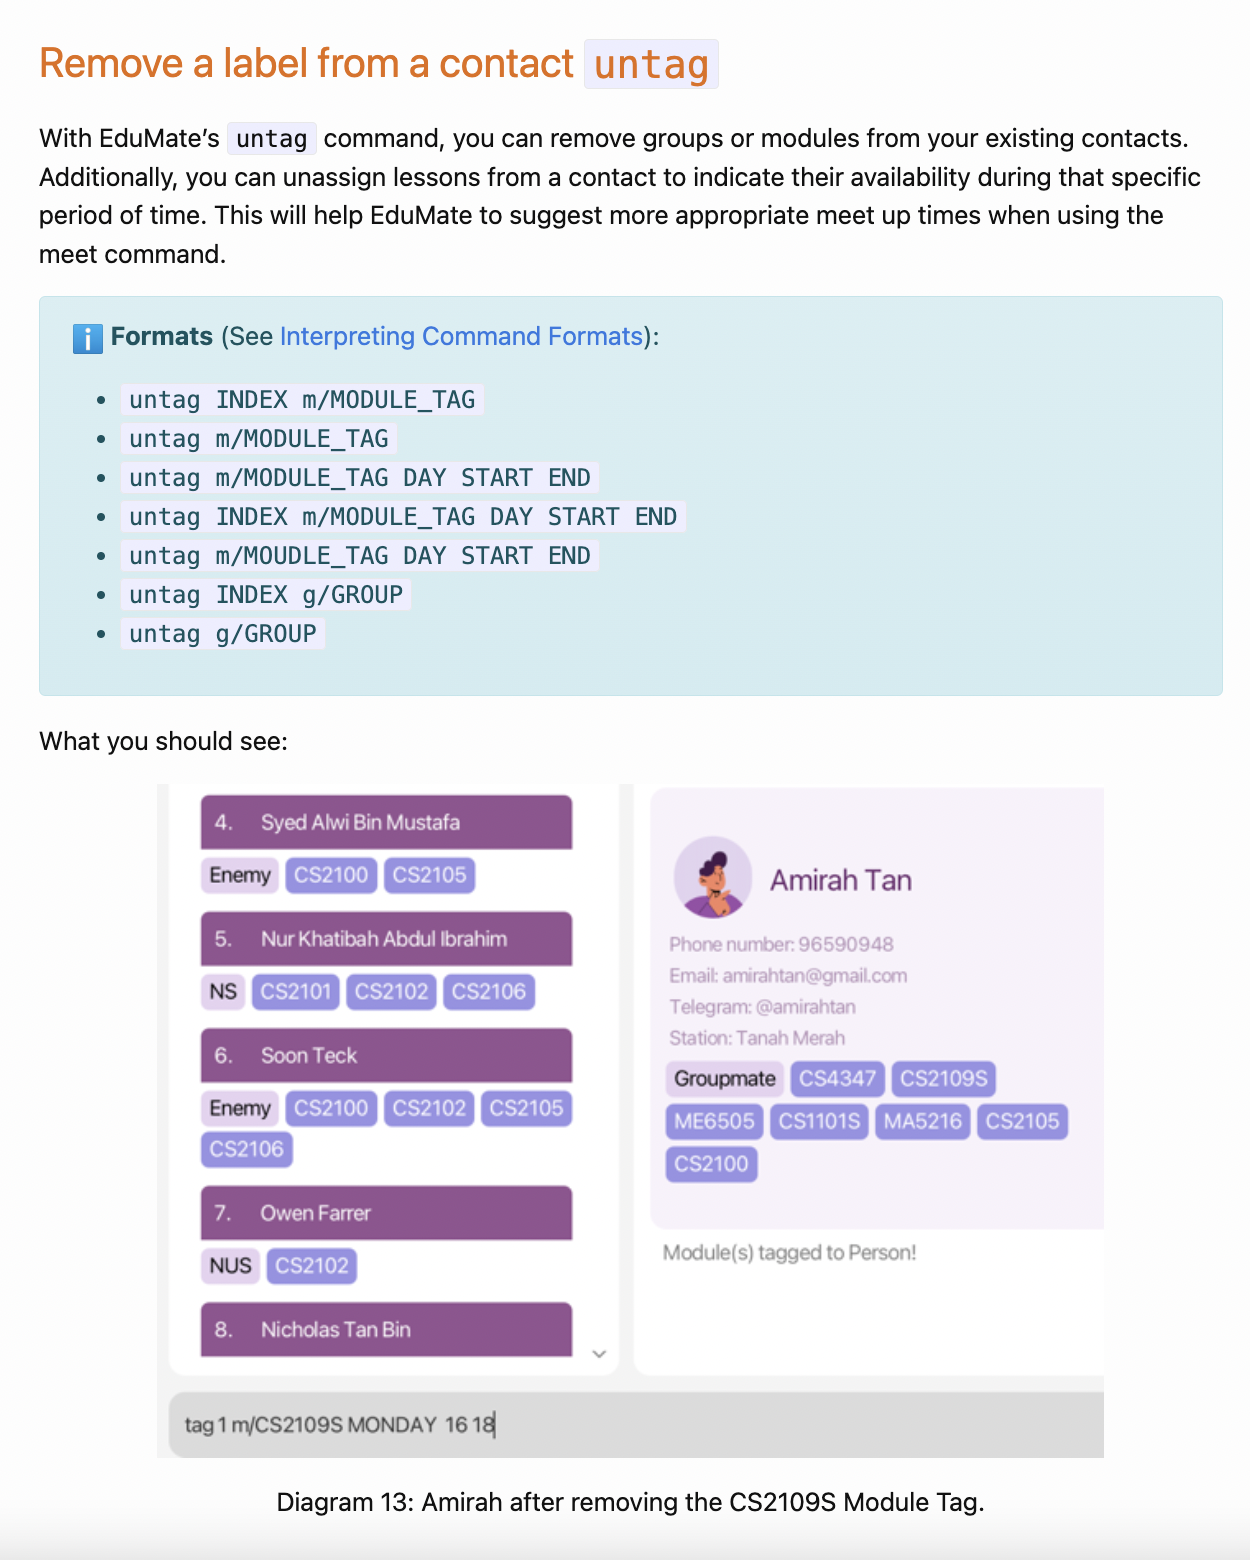 Remove a label from a contact untag
With EduMate’s untag command, you can remove groups or modules from your existing contacts.
Additionally, you can unassign lessons from a contact to indicate their availability during that specific
period of time. This will help EduMate to suggest more appropriate meet up times when using the
meet command.
Formats (See Interpreting Command Formats):
untag INDEX m/MODULE_TAG
untag m/MODULE_TAG
untag m/MODULE_TAG DAY START END
untag INDEX m/MODULE_TAG DAY START END
untag m/MOUDLE_TAG DAY START END
untag INDEX g/GROUP
untag g/GROUP
What you should see:
4. Syed Alwi Bin Mustafa
Enemy CS2100 CS2105
5. Nur Khatibah Abdul Ibrahim
NS CS2101 CS2102 CS2106
6. Soon Teck
Enemy CS2100 CS2102 CS2105
CS2106
7. Owen Farrer
NUS CS2102
8. Nicholas Tan Bin
Amirah Tan
Phone number: 96590948
Email: amirahtan@gmail.com
Telegram: @amirahtan
Station: Tanah Merah
Groupmate CS4347 CS2109S
ME6505 CS1101S MA5216 CS2105
CS2100
Module(s) tagged to Person!
tag 1 m/CS2109S MONDAY 16 18
Diagram 13: Amirah after removing the CS2109S Module Tag.